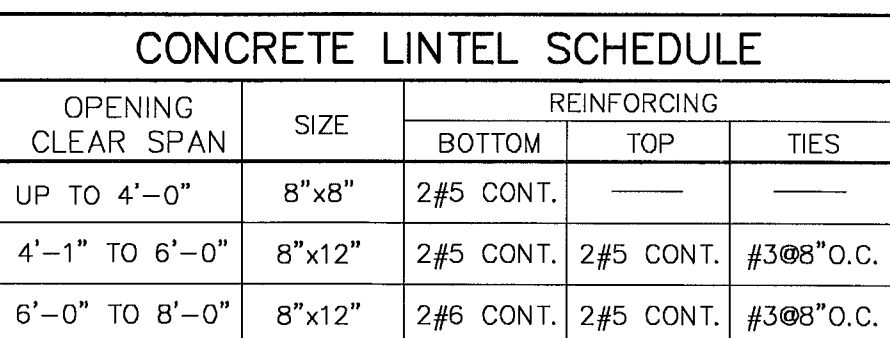 CONCRETE LINTEL SCHEDULE
OPENING
CLEAR SPAN
SIZE
REINFORCING
BOTTOM TOP TIES
UP TO 4'-0" 8"x8" 2#5 CONT.
4'-1" TO 6'-0" 8"x12" 2#5 CONT. 2#5 CONT. #3@8"O.C.
6'-0" TO 8'-0" 8"x12" 2#6 CONT. 2#5 CONT. #3@8"O.C.